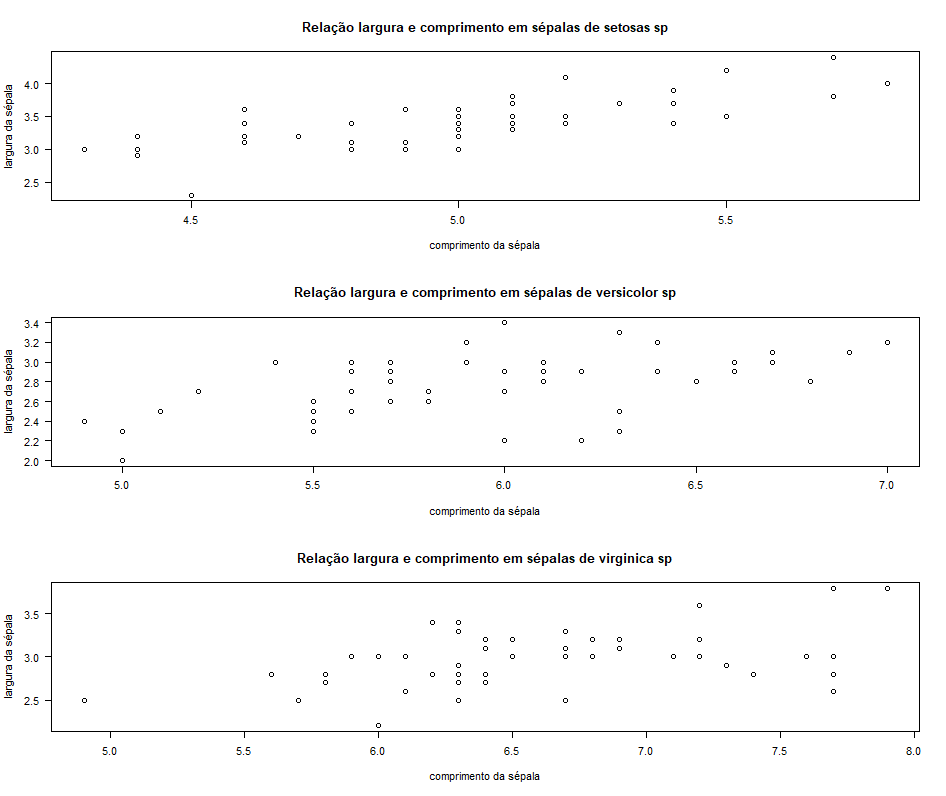 Relação largura e comprimento em sépalas de setosas sp
largura da sépala
4.0
3.5
3.0
2.5
4.5 5.0 5.5
comprimento da sépala
Relação largura e comprimento em sépalas de versicolor sp
largura da sépala
3.4
3.2
3.0
2.8
2.6
2.4
2.2
2.0
5.0 5.5 6.0 6.5 7.0
comprimento da sépala
Relação largura e comprimento em sépalas de virginica sp
largura da sépala
3.5
3.0
2.5
5.0 5.5 6.0 6.5 7.0 7.5 8.0
comprimento da sépala